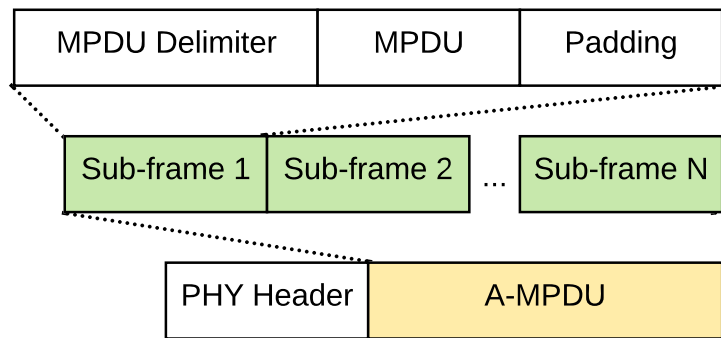 MPDU Delimiter MPDU Padding
Sub-frame 1 Sub-frame 2 ... Sub-frame N
PHY Header A-MPDU